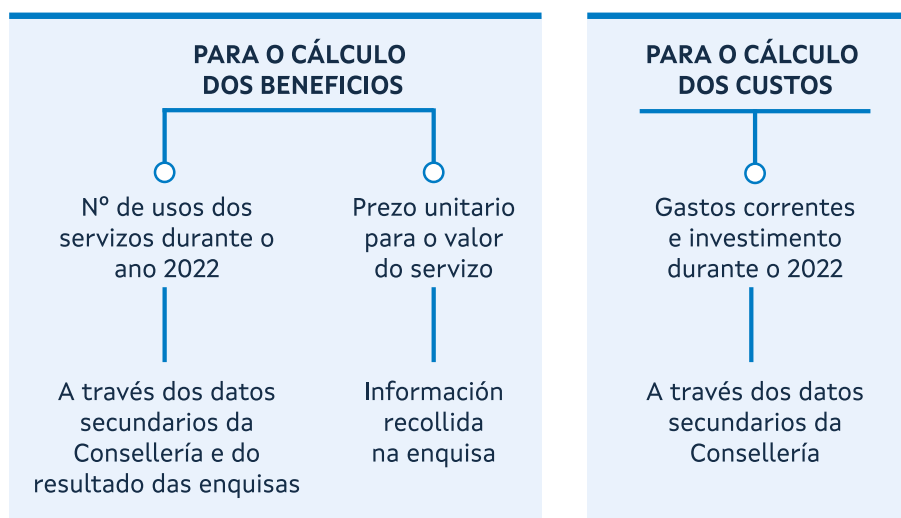 PARA O CÁLCULO
DOS BENEFICIOS
Nº de usos dos
servizos durante o
ano 2022
A través dos datos
secundarios da
Consellería e do
resultado das enquisas
Prezo unitario
para o valor
do servizo
Información
recollida
na enquisa
PARA O CÁLCULO
DOS CUSTOS
Gastos correntes
e investimento
durante o 2022
A través dos datos
secundarios da
Consellería